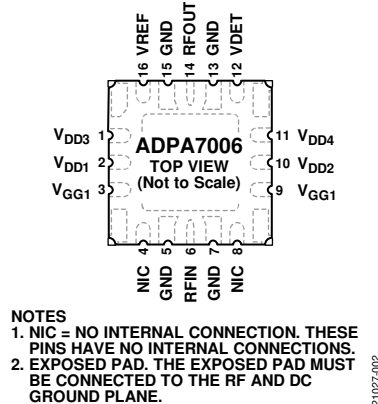 16 VREF
15 GND
14 RFOUT
13 GND
12 VDET
VDD3 1
VDD1 2
VGG1 3
ADPA7006
TOP VIEW
(Not to Scale)
11 VDD4
10 VDD2
9 VGG1
NIC 4
GND 5
RFIN 6
GND 7
NIC 8
NOTES
1. NIC = NO INTERNAL CONNECTION. THESE
PINS HAVE NO INTERNAL CONNECTIONS.
2. EXPOSED PAD. THE EXPOSED PAD MUST
BE CONNECTED TO THE RF AND DC
GROUND PLANE.
21027-002